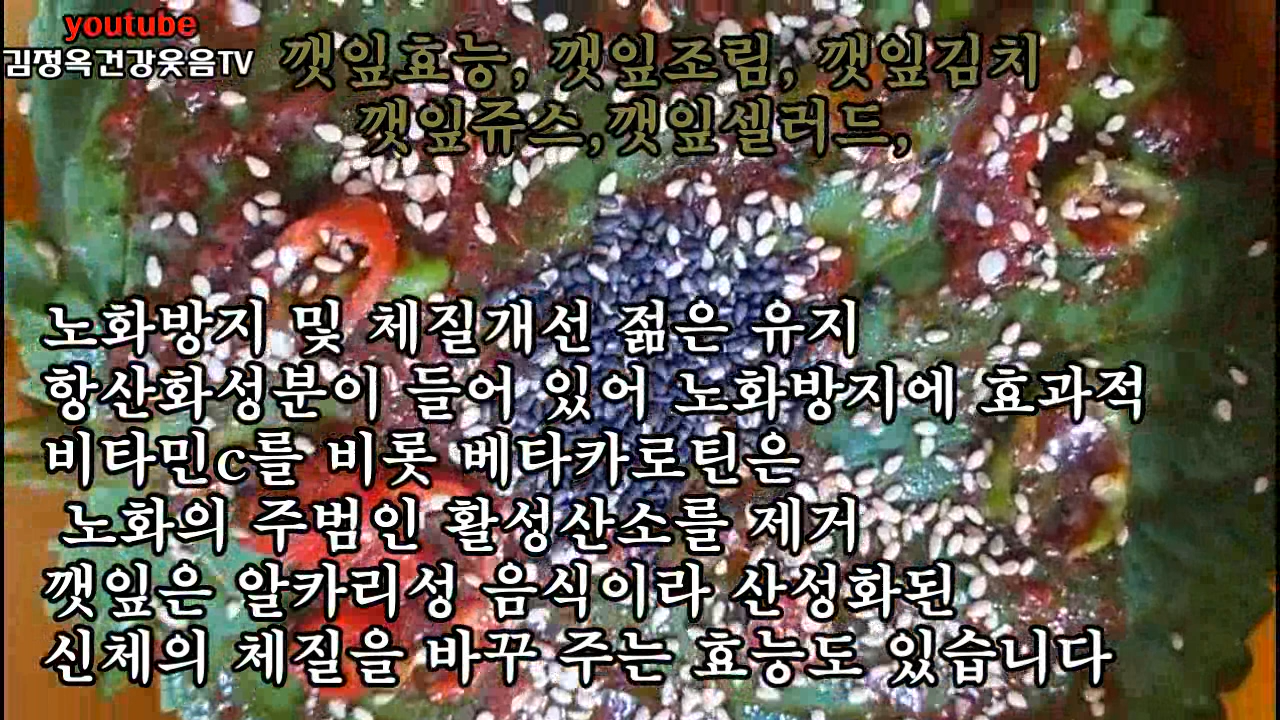 youtube
김정옥건강웃음TV
깻잎효능, 깻잎조림, 깻잎김치
깻잎쥬스,깻잎셀러드,
노화방지 및 체질개선 젊은 유지
항산화성분이 들어 있어 노화방지에 효과적
비타민c를 비롯 베타카로틴은
노화의 주범인 활성산소를 제거
깻잎은 알카리성 음식이라 산성화된
신체의 체질을 바꾸 주는 효능도 있습니다